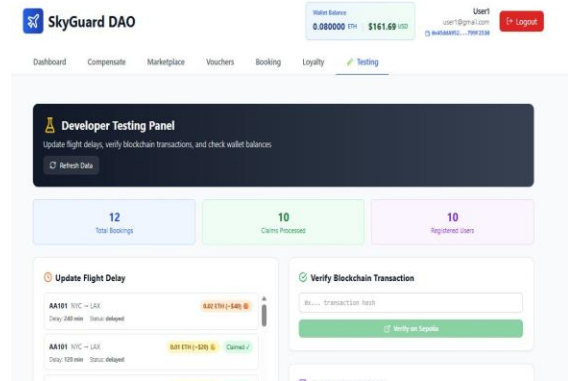 SkyGuard DAO
Wallet Balance
0.080000 ETH $161.69 USD
User1
user1@gmail.com
Logout
Dashboard Compensate Marketplace Vouchers Booking Loyalty Testing
Developer Testing Panel
Update flight delays, verify blockchain transactions, and check wallet balances
Refresh Data
12
Total Bookings
10
Claims Processed
10
Registered Users
Update Flight Delay
AA101 NYC → LAX
0.02 ETH (~$40)
Delay: 240 min Status: delayed
AA101 NYC → LAX
0.01 ETH (~$20) Claimed ✓
Delay: 120 min Status: delayed
Verify Blockchain Transaction
0x... transaction hash
Verify on Sepolia